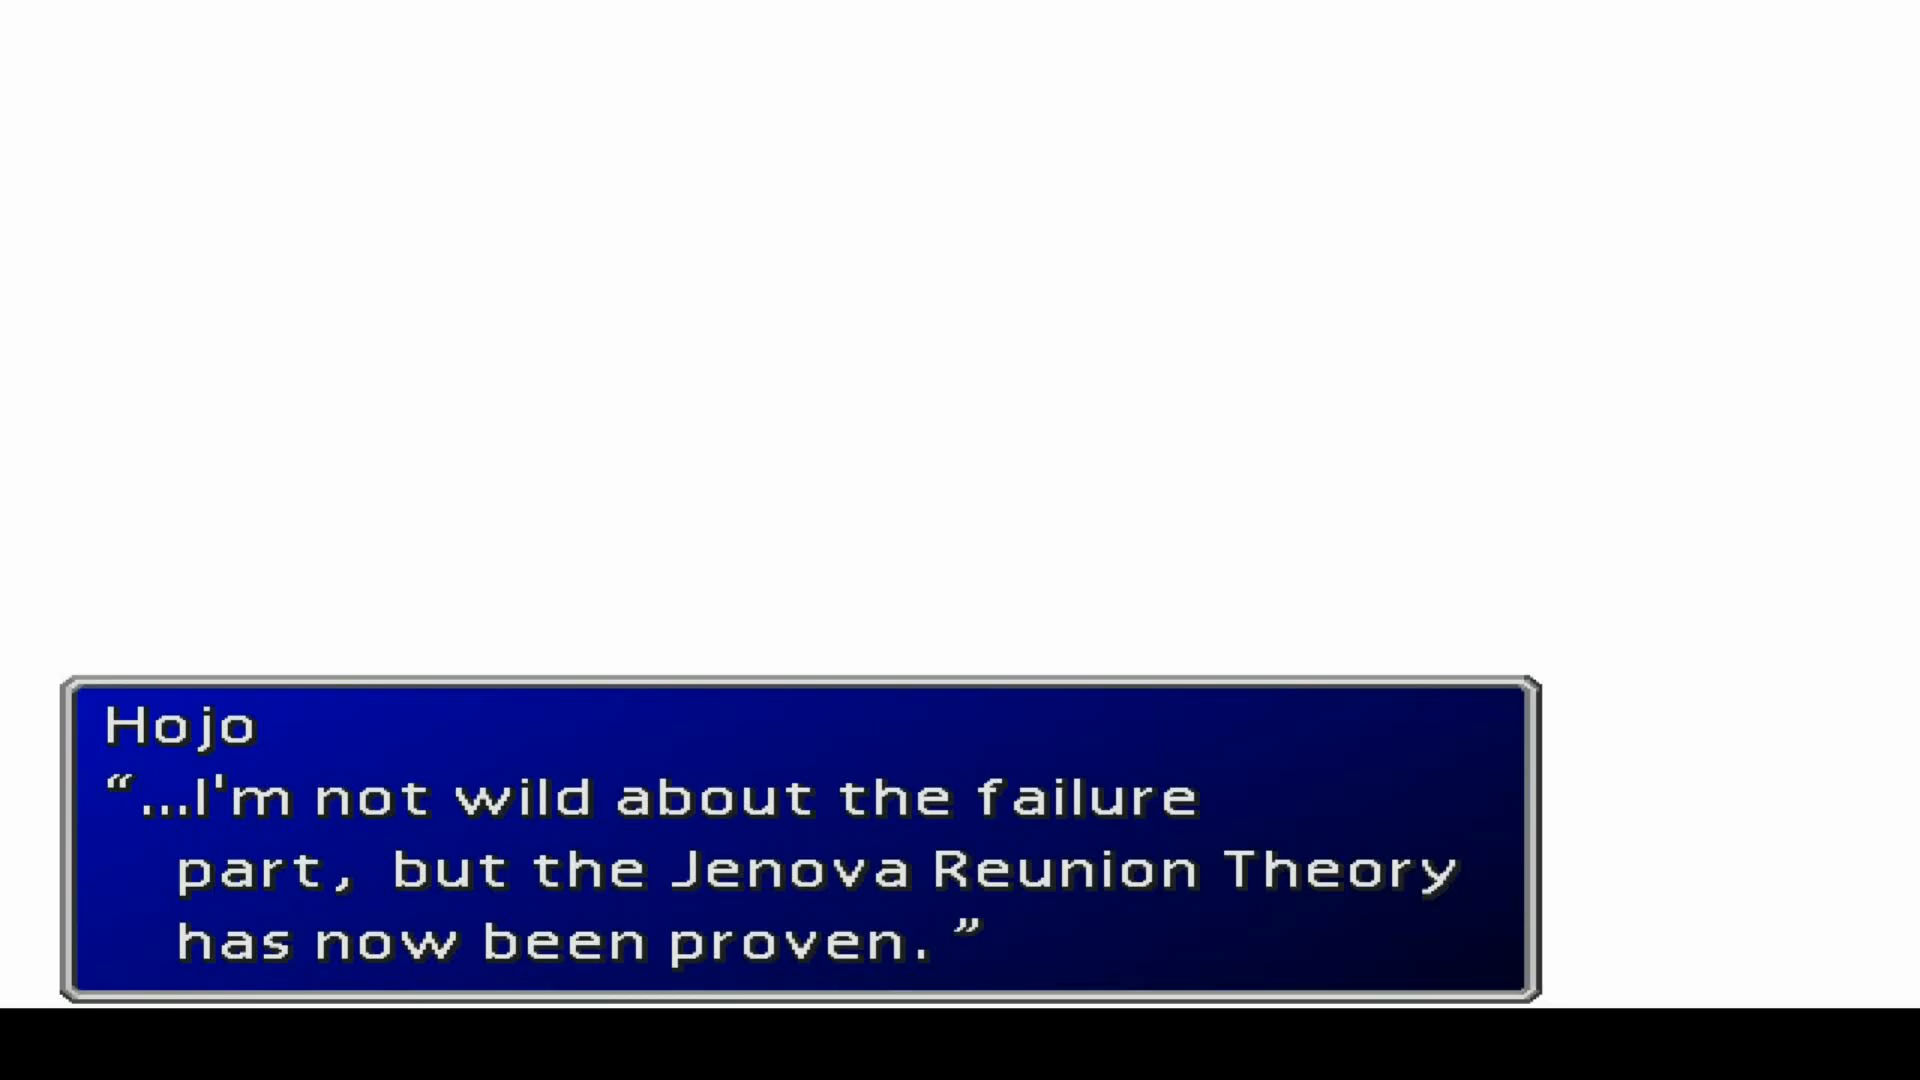 Hojo
“…I'm not wild about the failure
part, but the Jenova Reunion Theory
has now been proven.”